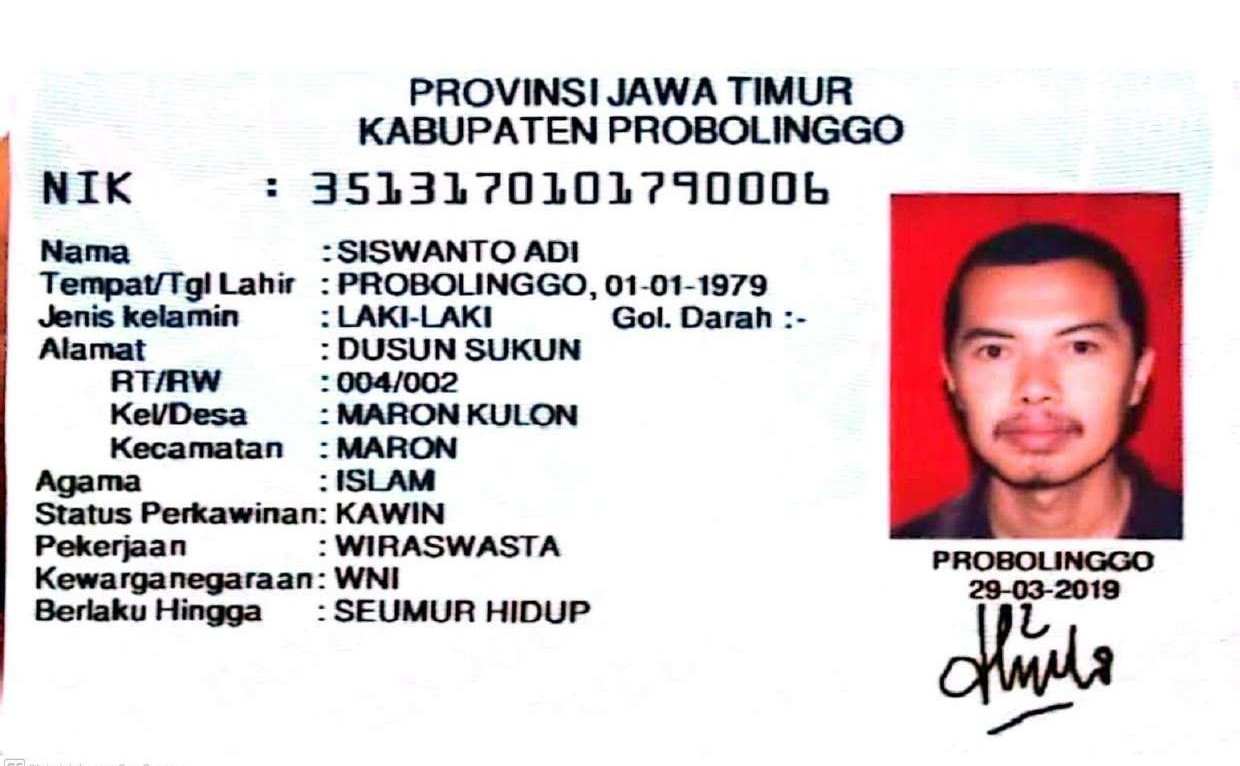 PROVINSI JAWA TIMUR
KABUPATEN PROBOLINGGO
NIK : 3513170101790006
Nama : SISWANTO ADI
Tempat/Tgl Lahir : PROBOLINGGO, 01-01-1979
Jenis kelamin : LAKI-LAKI Gol. Darah :-
Alamat : DUSUN SUKUN
RT/RW : 004/002
Kel/Desa : MARON KULON
Kecamatan : MARON
Agama : ISLAM
Status Perkawinan: KAWIN
Pekerjaan : WIRASWASTA
Kewarganegaraan: WNI
Berlaku Hingga : SEUMUR HIDUP
PROBOLINGGO
29-03-2019